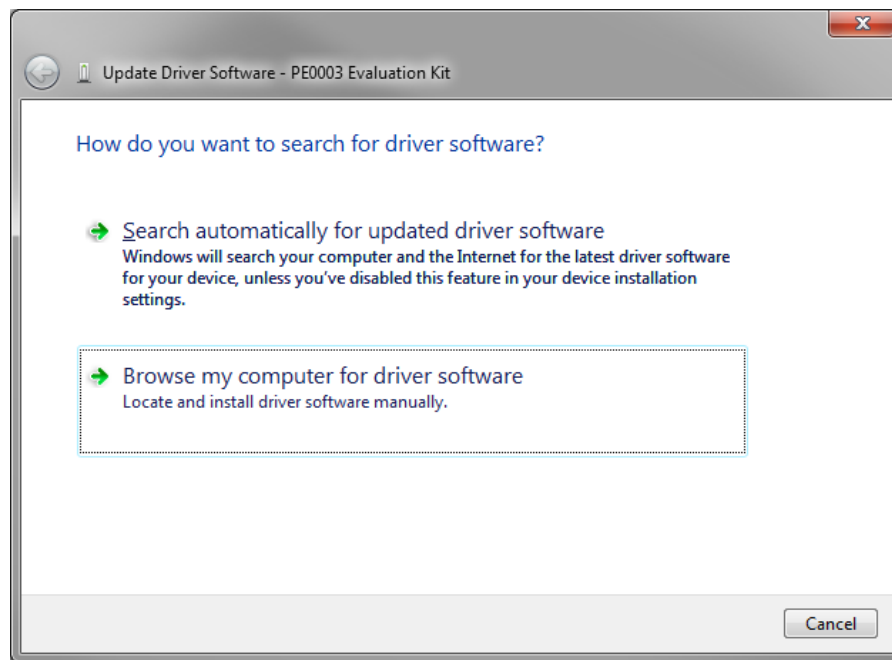 Update Driver Software - PE0003 Evaluation Kit
How do you want to search for driver software?
Search automatically for updated driver software
Windows will search your computer and the Internet for the latest driver software
for your device, unless you've disabled this feature in your device installation
settings.
Browse my computer for driver software
Locate and install driver software manually.
Cancel